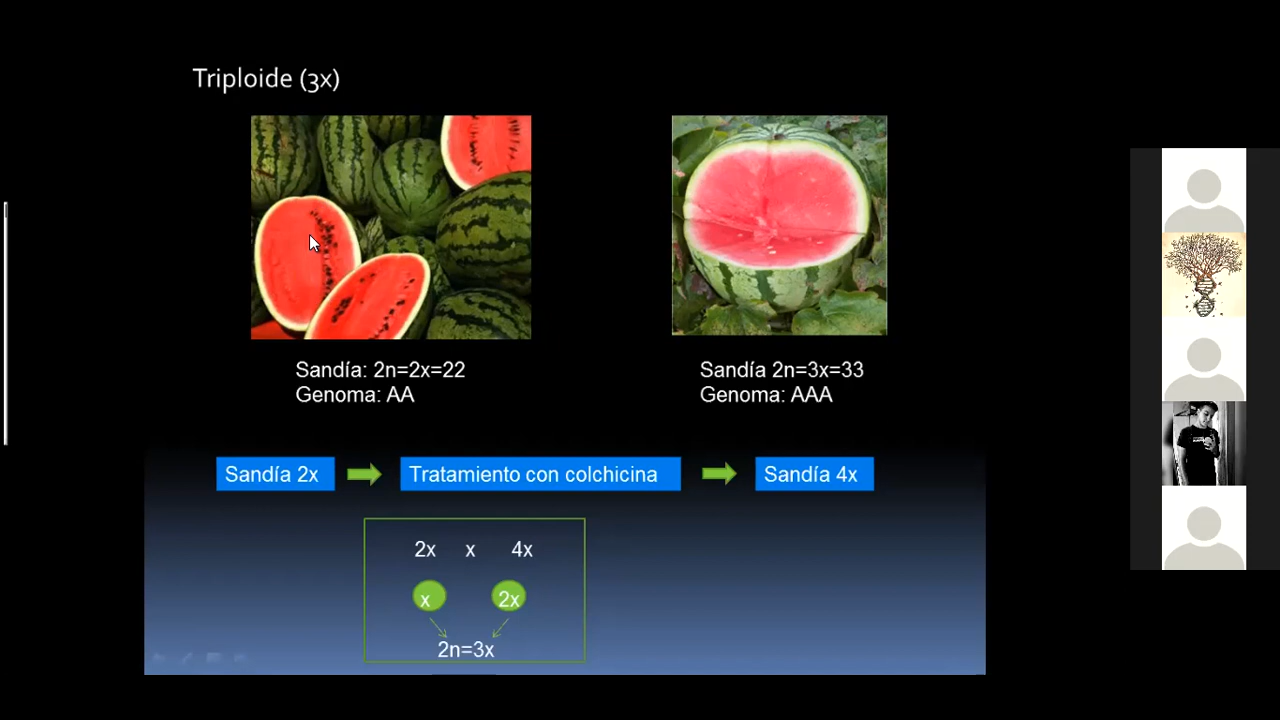 Triploide (3x)
Sandía: 2n=2x=22
Genoma: AA
Sandía 2n=3x=33
Genoma: AAA
Sandía 2x
Tratamiento con colchicina
Sandía 4x
2x x 4x
x 2x
2n=3x